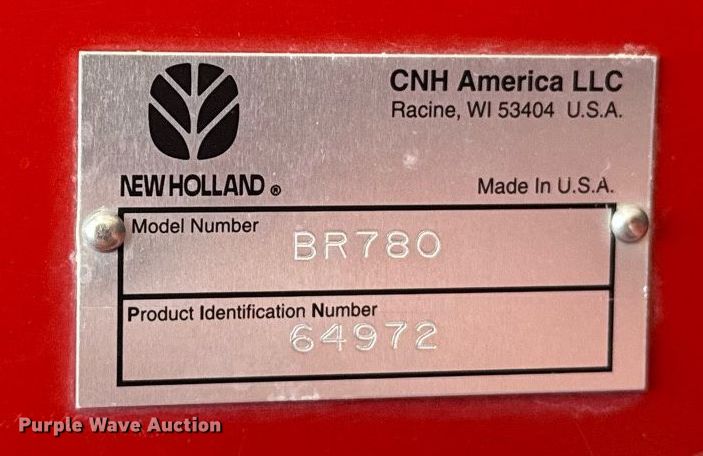 CNH America LLC
Racine, WI 53404 U.S.A.
NEW HOLLAND ®
Made In U.S.A.
Model Number
BR780
Product Identification Number
64972
Purple Wave Auction